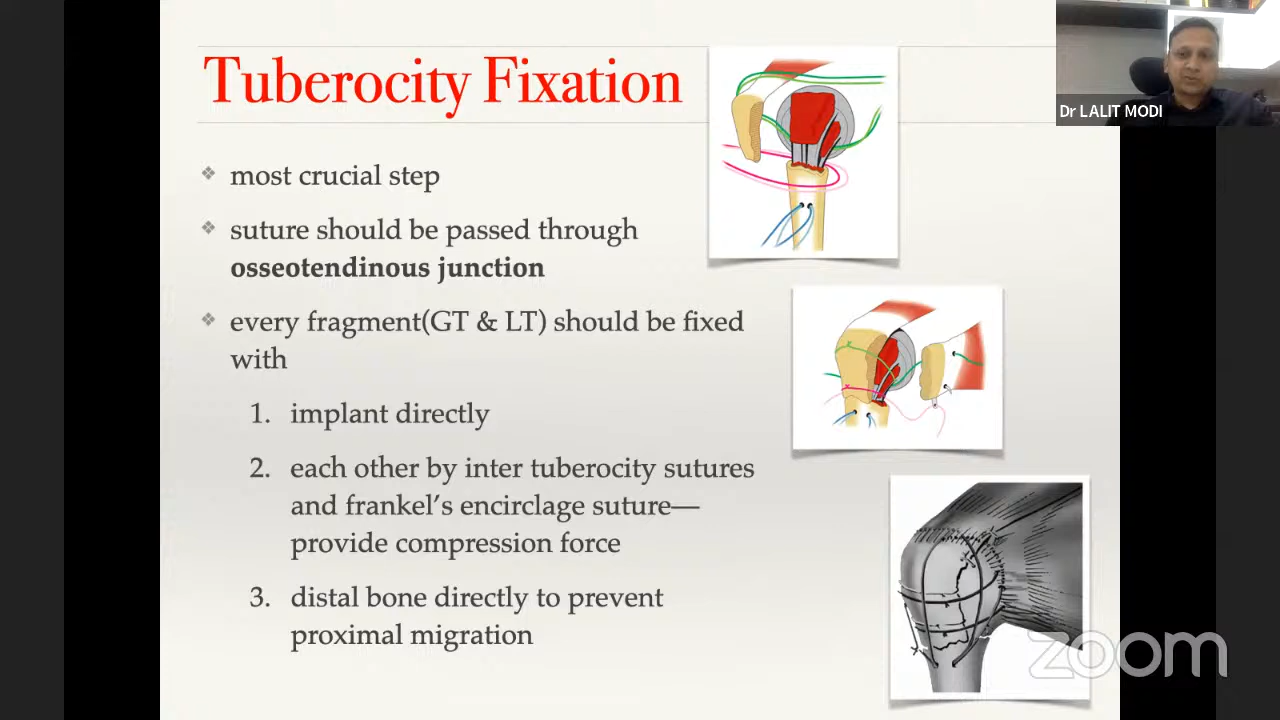 Tuberocity Fixation
Dr LALIT MODI
❖ most crucial step
❖ suture should be passed through
osseotendinous junction
❖ every fragment(GT & LT) should be fixed
with
1. implant directly
2. each other by inter tuberocity sutures
and frankel’s encirclage suture—
provide compression force
3. distal bone directly to prevent
proximal migration
zoom